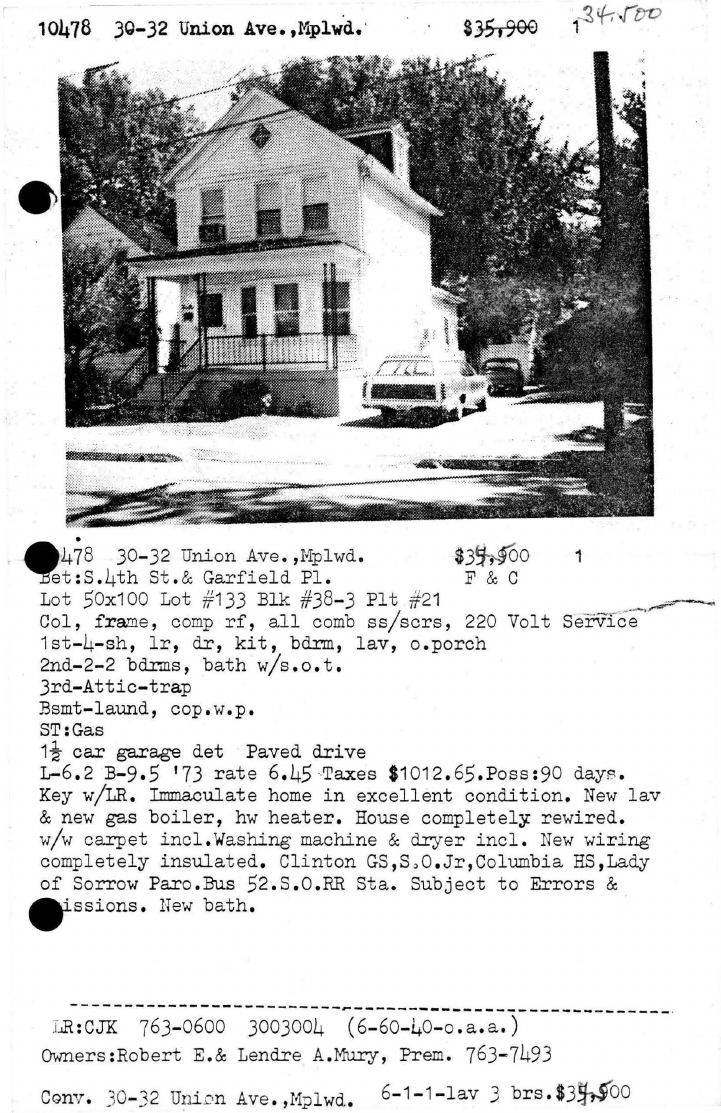 34,500
10478 30-32 Union Ave.,Mplwd. $35,900 1
10478 30-32 Union Ave.,Mplwd. $34,500 1
Bet:S.4th St.& Garfield Pl. F & C
Lot 50x100 Lot #133 Blk #38-3 Plt #21
Col, frame, comp rf, all comb ss/scrs, 220 Volt Service
1st-4-sh, lr, dr, kit, bdrm, lav, o.porch
2nd-2-2 bdrms, bath w/s.o.t.
3rd-Attic-trap
Bsmt-laund, cop.w.p.
ST:Gas
1½ car garage det Paved drive
L-6.2 B-9.5 '73 rate 6.45 Taxes $1012.65.Poss:90 days.
Key w/LR. Immaculate home in excellent condition. New lav
& new gas boiler, hw heater. House completely rewired.
w/w carpet incl.Washing machine & dryer incl. New wiring
completely insulated. Clinton GS,S.O.Jr,Columbia HS,Lady
of Sorrow Paro.Bus 52.S.O.RR Sta. Subject to Errors &
issions. New bath.
LR:CJK 763-0600 3003004 (6-60-40-o.a.a.)
Owners:Robert E.& Lendre A.Mury, Prem. 763-7493
Conv. 30-32 Union Ave.,Mplwd. 6-1-1-lav 3 brs.$34,500